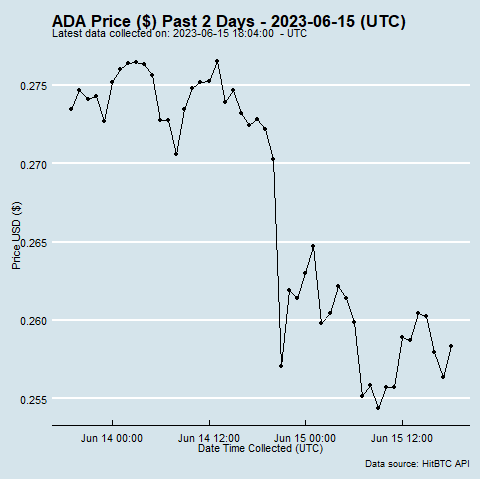 ADA Price ($) Past 2 Days - 2023-06-15 (UTC)
Latest data collected on: 2023-06-15 18:04:00 - UTC
0.275
0.270
0.265
0.260
0.255
Price USD ($)
Jun 14 00:00
Jun 14 12:00
Jun 15 00:00
Jun 15 12:00
Date Time Collected (UTC)
Data source: HitBTC API